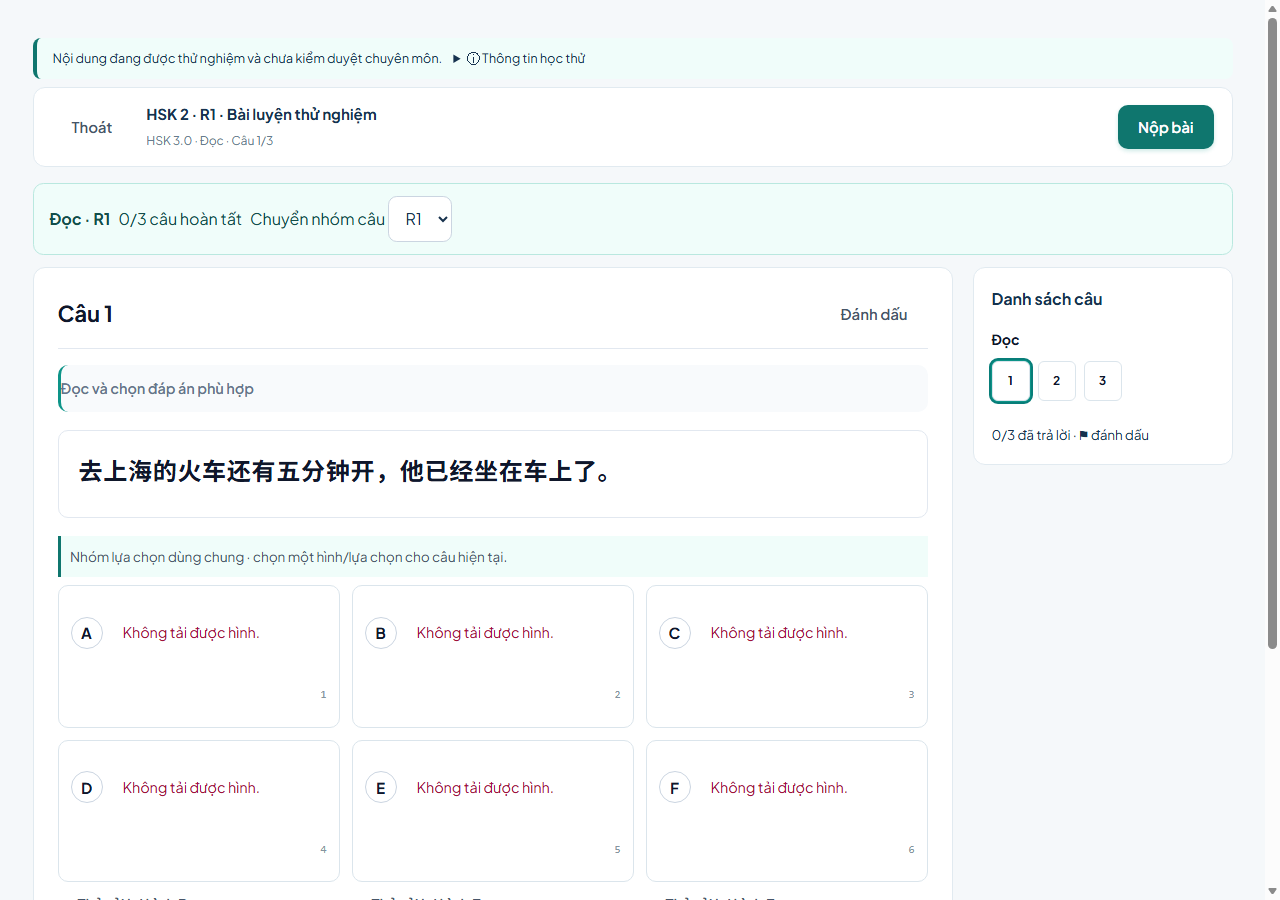 Nội dung đang được thử nghiệm và chưa kiểm duyệt chuyên môn. ▶ ⓘ Thông tin học thử
Thoát
HSK 2 · R1 · Bài luyện thử nghiệm
HSK 3.0 · Đọc · Câu 1/3
Nộp bài
Đọc · R1 0/3 câu hoàn tất Chuyển nhóm câu R1
Câu 1
Đánh dấu
Đọc và chọn đáp án phù hợp
去上海的火车还有五分钟开，他已经坐在车上了。
Nhóm lựa chọn dùng chung · chọn một hình/lựa chọn cho câu hiện tại.
A Không tải được hình. 1
B Không tải được hình. 2
C Không tải được hình. 3
D Không tải được hình. 4
E Không tải được hình. 5
F Không tải được hình. 6
Danh sách câu
Đọc
1 2 3
0/3 đã trả lời · ⚑ đánh dấu